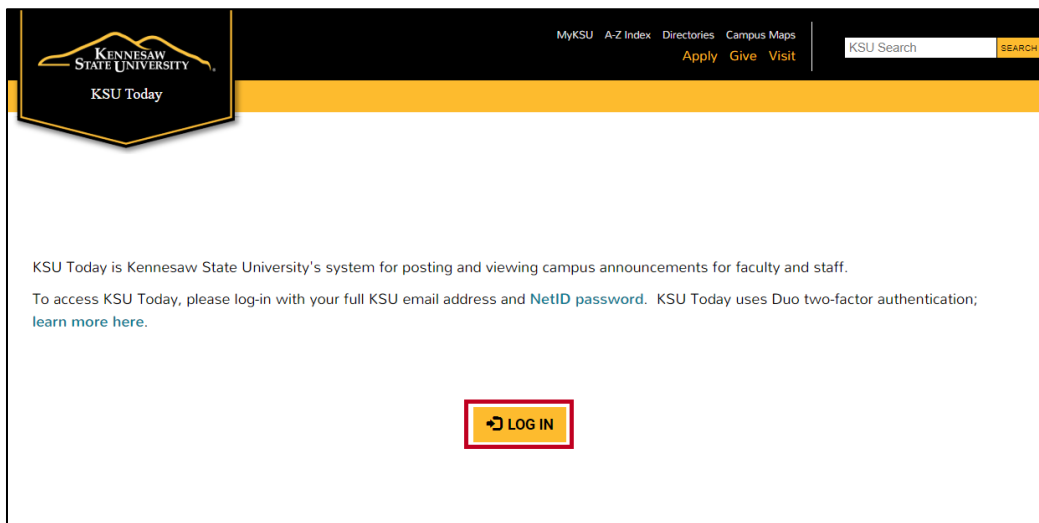 KENNESAW
STATE UNIVERSITY
KSU Today
MyKSU A-Z Index Directories Campus Maps
Apply Give Visit
KSU Search
SEARCH
KSU Today is Kennesaw State University's system for posting and viewing campus announcements for faculty and staff.
To access KSU Today, please log-in with your full KSU email address and NetID password. KSU Today uses Duo two-factor authentication;
learn more here.
LOG IN